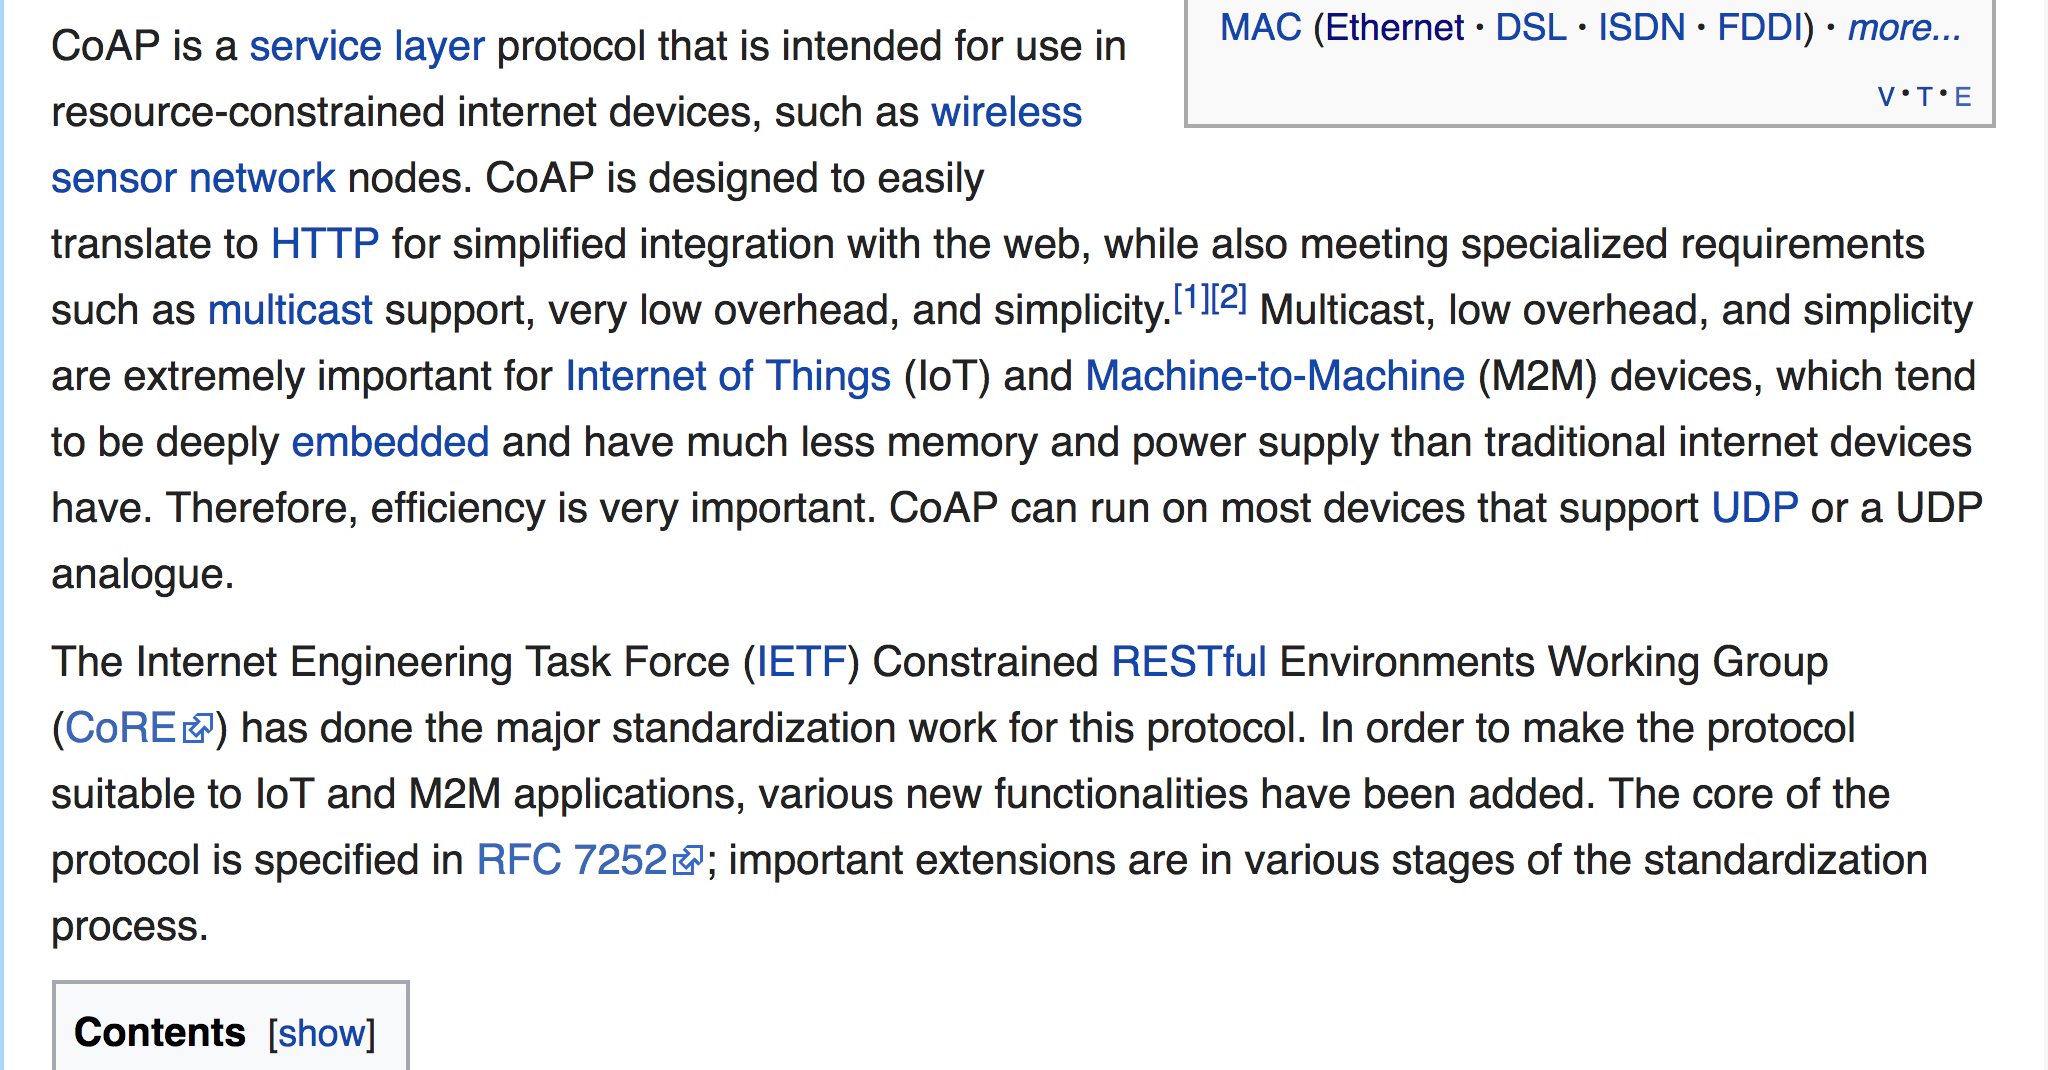 MAC (Ethernet · DSL · ISDN · FDDI) · more...
V · T · E
CoAP is a service layer protocol that is intended for use in
resource-constrained internet devices, such as wireless
sensor network nodes. CoAP is designed to easily
translate to HTTP for simplified integration with the web, while also meeting specialized requirements
such as multicast support, very low overhead, and simplicity.[1][2] Multicast, low overhead, and simplicity
are extremely important for Internet of Things (IoT) and Machine-to-Machine (M2M) devices, which tend
to be deeply embedded and have much less memory and power supply than traditional internet devices
have. Therefore, efficiency is very important. CoAP can run on most devices that support UDP or a UDP
analogue.
The Internet Engineering Task Force (IETF) Constrained RESTful Environments Working Group
(CoRE) has done the major standardization work for this protocol. In order to make the protocol
suitable to IoT and M2M applications, various new functionalities have been added. The core of the
protocol is specified in RFC 7252; important extensions are in various stages of the standardization
process.
Contents [show]